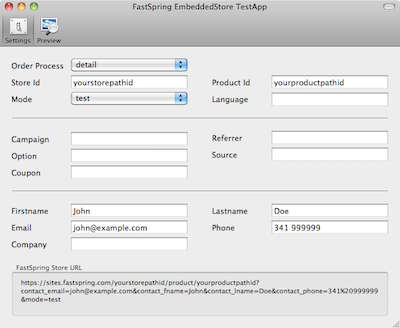 FastSpring EmbeddedStore TestApp
Settings Preview
Order Process detail
Store Id yourstorepathid Product Id yourproductpathid
Mode test Language
Campaign Referrer
Option Source
Coupon
Firstname John Lastname Doe
Email john@example.com Phone 341 999999
Company
FastSpring Store URL
https://sites.fastspring.com/yourstorepathid/product/yourproductpathid?
contact_email=john@example.com&contact_fname=John&contact_lname=Doe&contact_phone=341%20999999
&mode=test